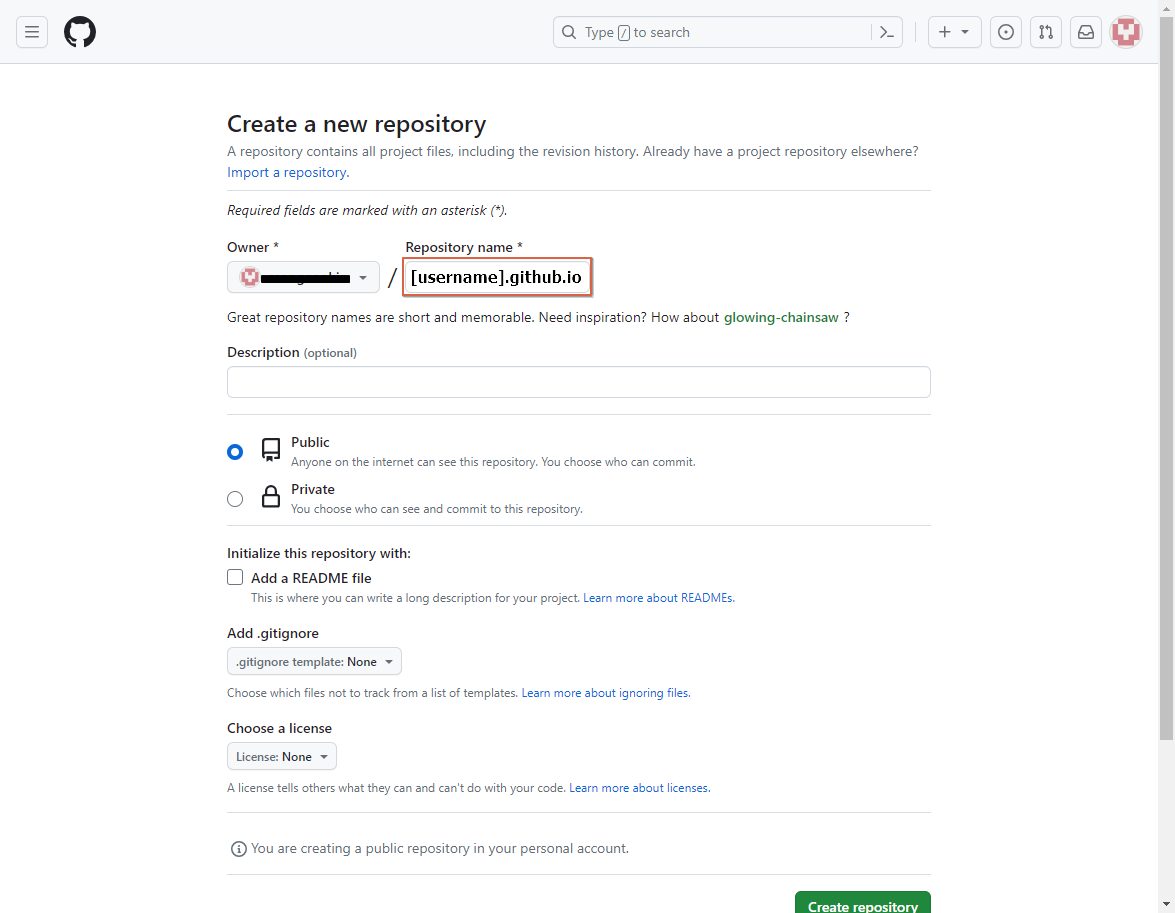 Type / to search
Create a new repository
A repository contains all project files, including the revision history. Already have a project repository elsewhere?
Import a repository.
Required fields are marked with an asterisk (*).
Owner *
Repository name *
/
[username].github.io
Great repository names are short and memorable. Need inspiration? How about glowing-chainsaw ?
Description (optional)
Public
Anyone on the internet can see this repository. You choose who can commit.
Private
You choose who can see and commit to this repository.
Initialize this repository with:
Add a README file
This is where you can write a long description for your project. Learn more about READMEs.
Add .gitignore
.gitignore template: None
Choose which files not to track from a list of templates. Learn more about ignoring files.
Choose a license
License: None
A license tells others what they can and can't do with your code. Learn more about licenses.
You are creating a public repository in your personal account.
Create repository